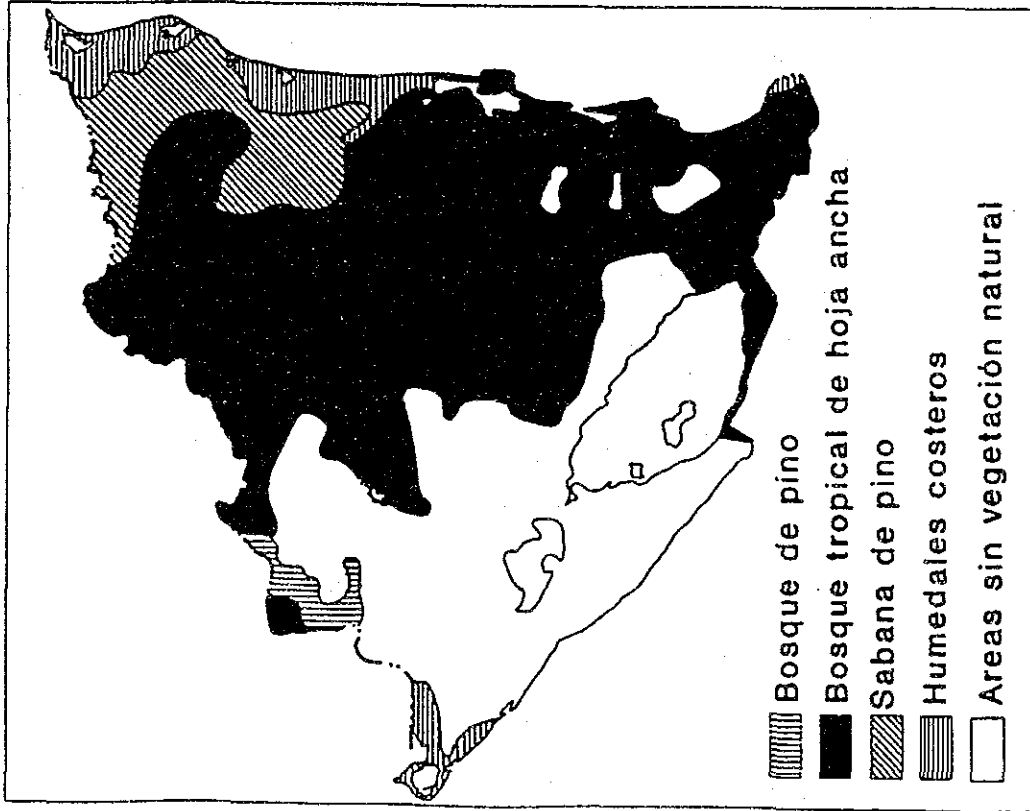 Bosque de pino
Bosque tropical de hoja ancha
Sabana de pino
Humedales costeros
Areas sin vegetación natural